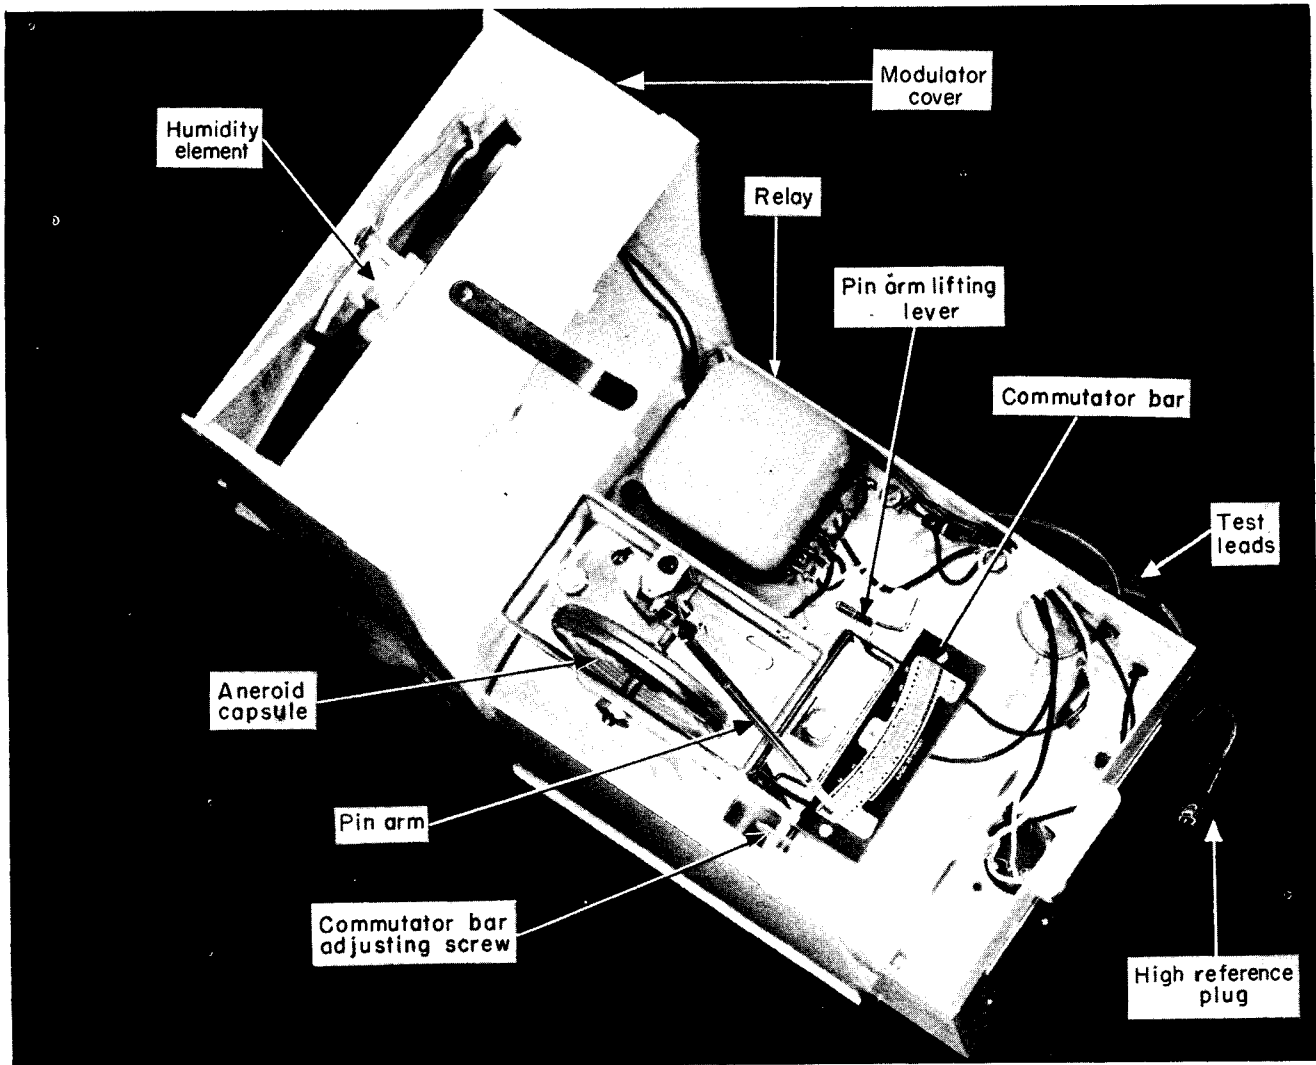 Modulator
cover
Humidity
element
Relay
Pin arm lifting
lever
Commutator bar
Test
leads
Aneroid
capsule
Pin arm
Commutator bar
adjusting screw
High reference
plug